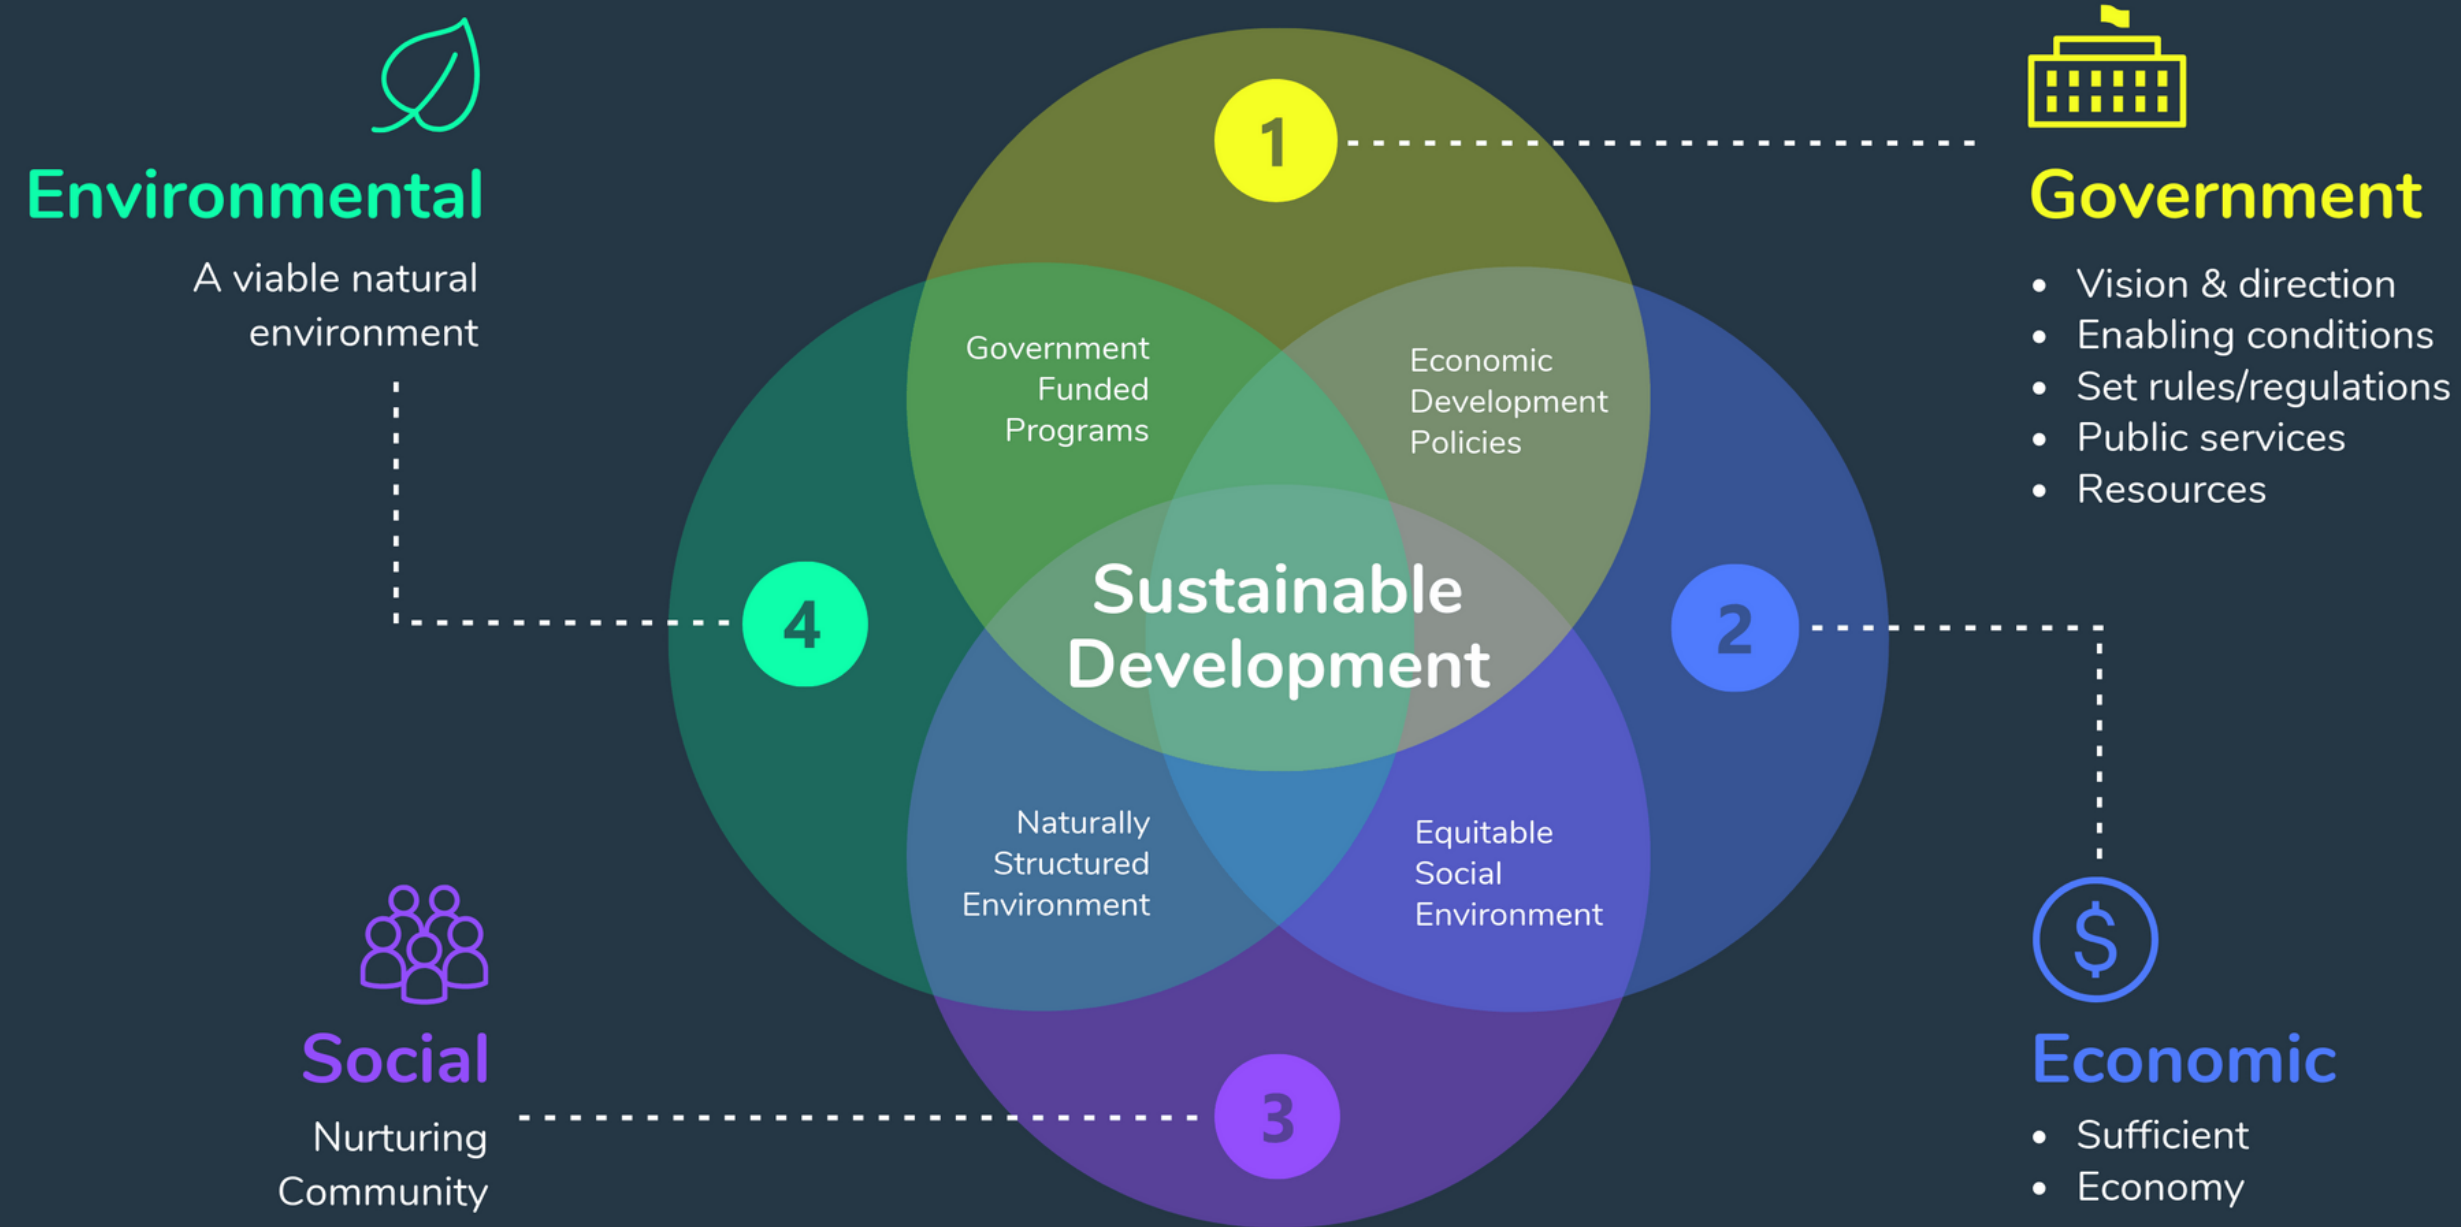 Environmental
A viable natural
environment
1
Government
• Vision & direction
• Enabling conditions
• Set rules/regulations
• Public services
• Resources
Government
Funded
Programs
Economic
Development
Policies
4
Sustainable
Development
2
Naturally
Structured
Environment
Equitable
Social
Environment
Social
Nurturing
Community
3
$
Economic
• Sufficient
• Economy